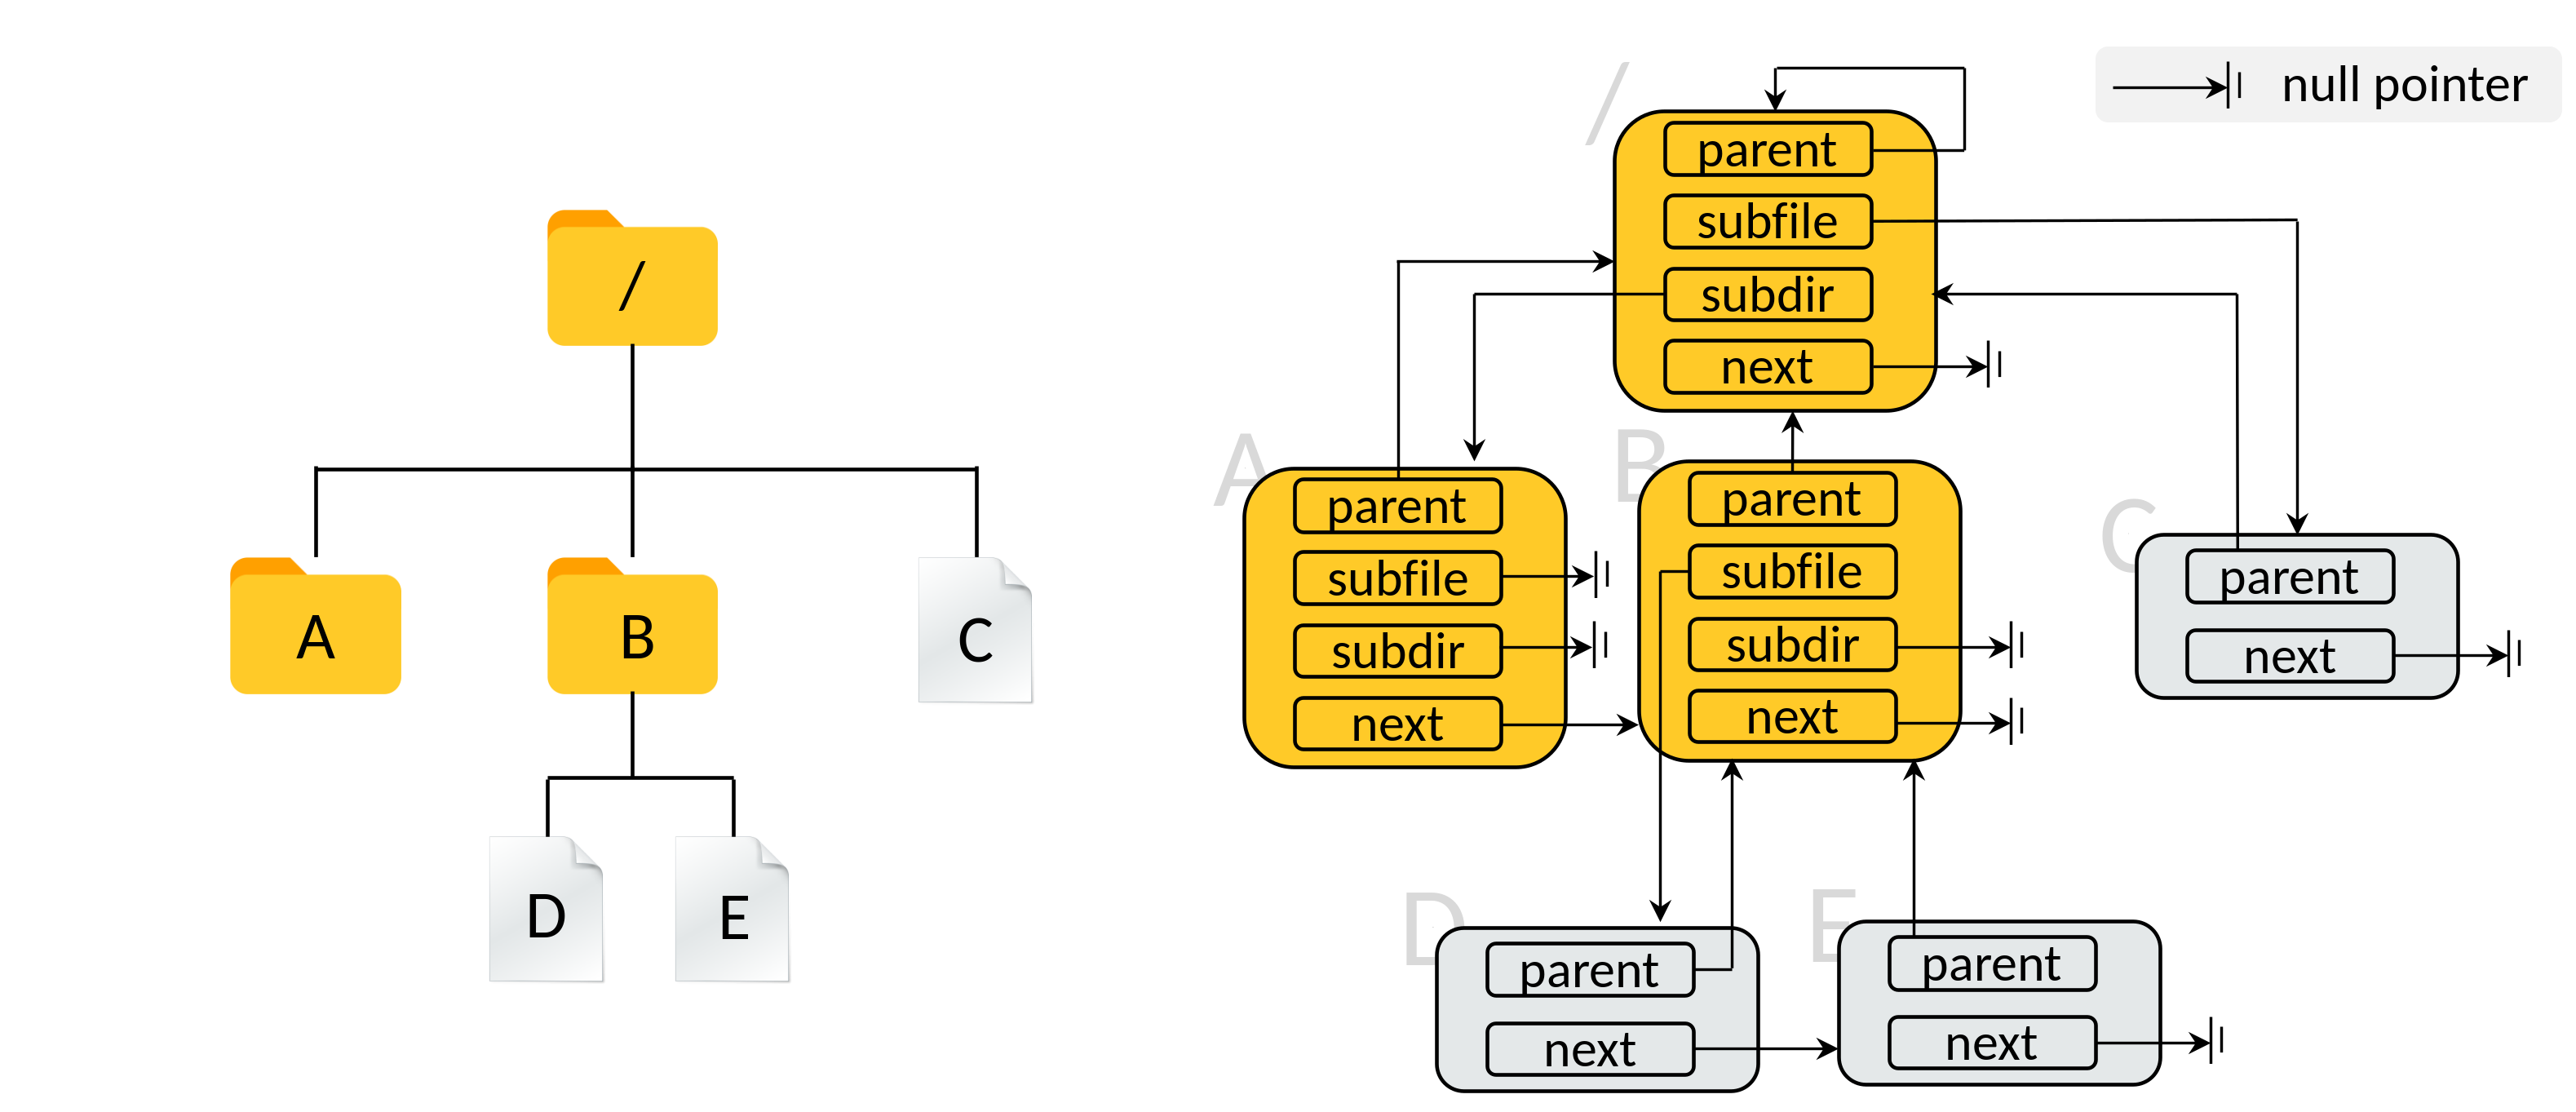 /
A
B
C
D
E
null pointer
/
parent
subfile
subdir
next
A
parent
subfile
subdir
next
B
parent
subfile
subdir
next
C
parent
next
D
parent
next
E
parent
next